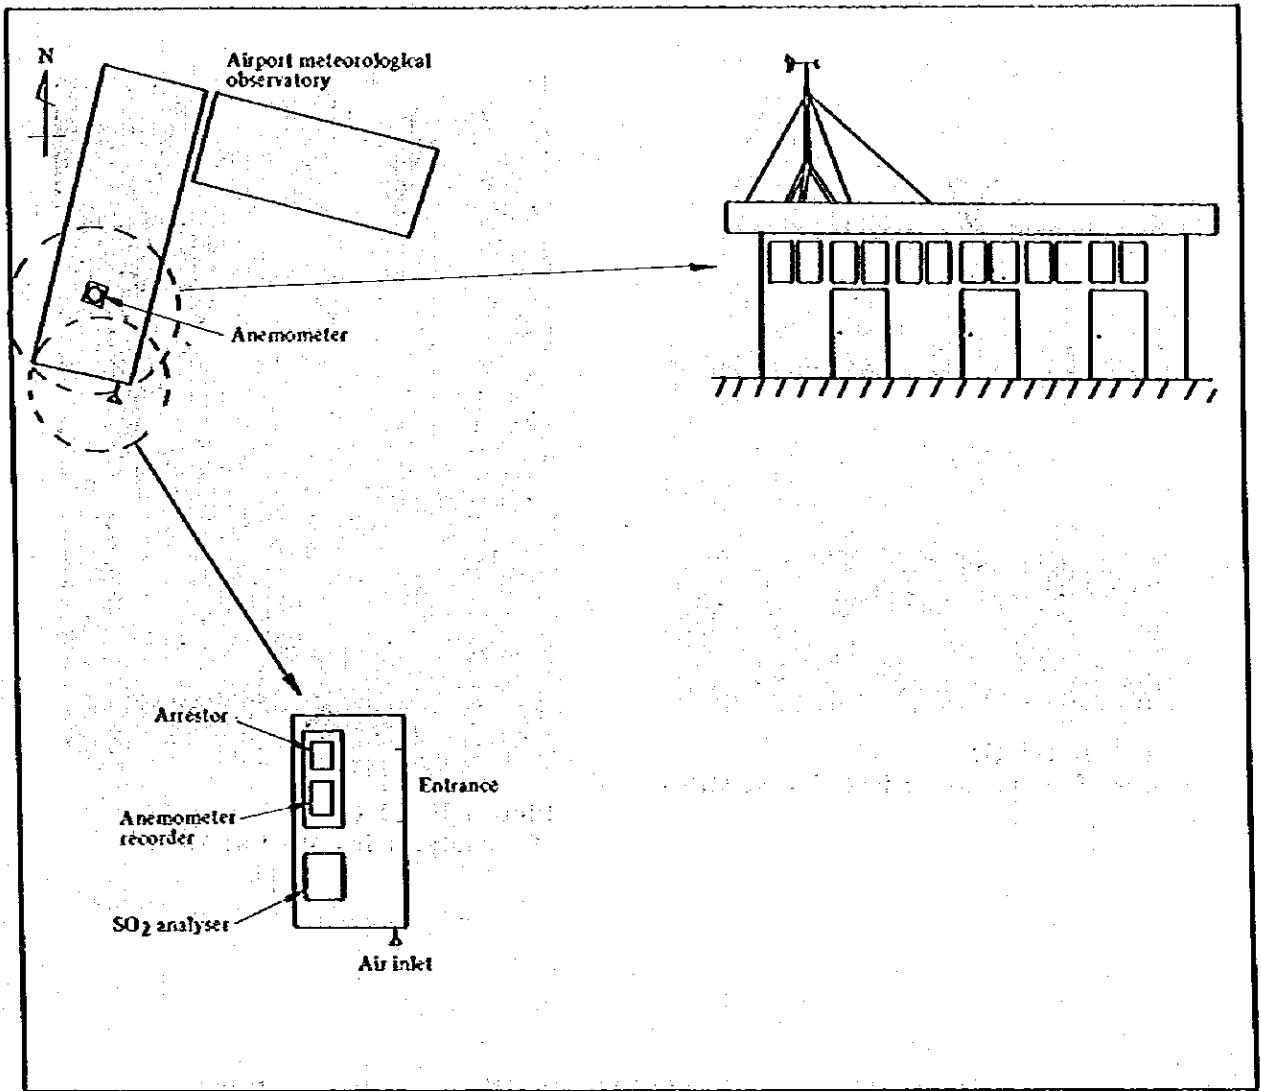 N
Airport meteorological
observatory
Anemometer
Arrestor
Entrance
Anemometer
recorder
SO2 analyser
Air inlet